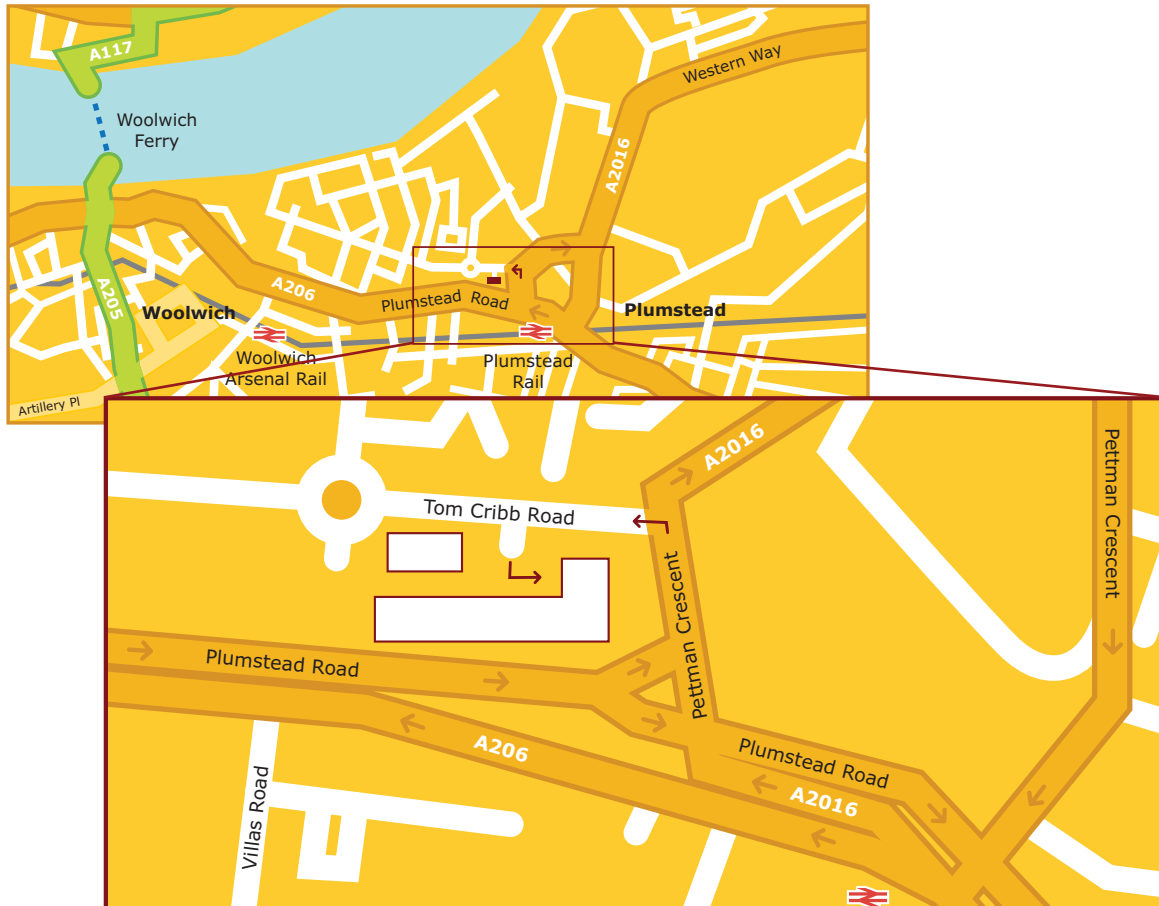 A117
Woolwich
Ferry
Western Way
A2016
A205
A206
Woolwich
Plumstead Road
Plumstead
Woolwich
Arsenal Rail
Plumstead
Rail
Artillery Pl
A2016
Pettman Crescent
Tom Cribb Road
Pettman Crescent
Plumstead Road
A206
Plumstead Road
A2016
Villas Road